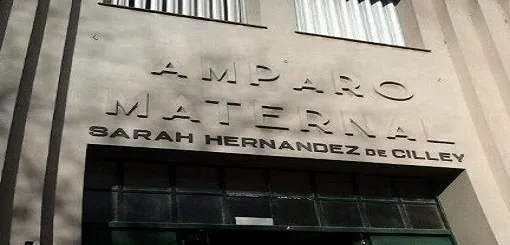 AMPARO
MATERNAL
SARAH HERNANDEZ DE CILLEY